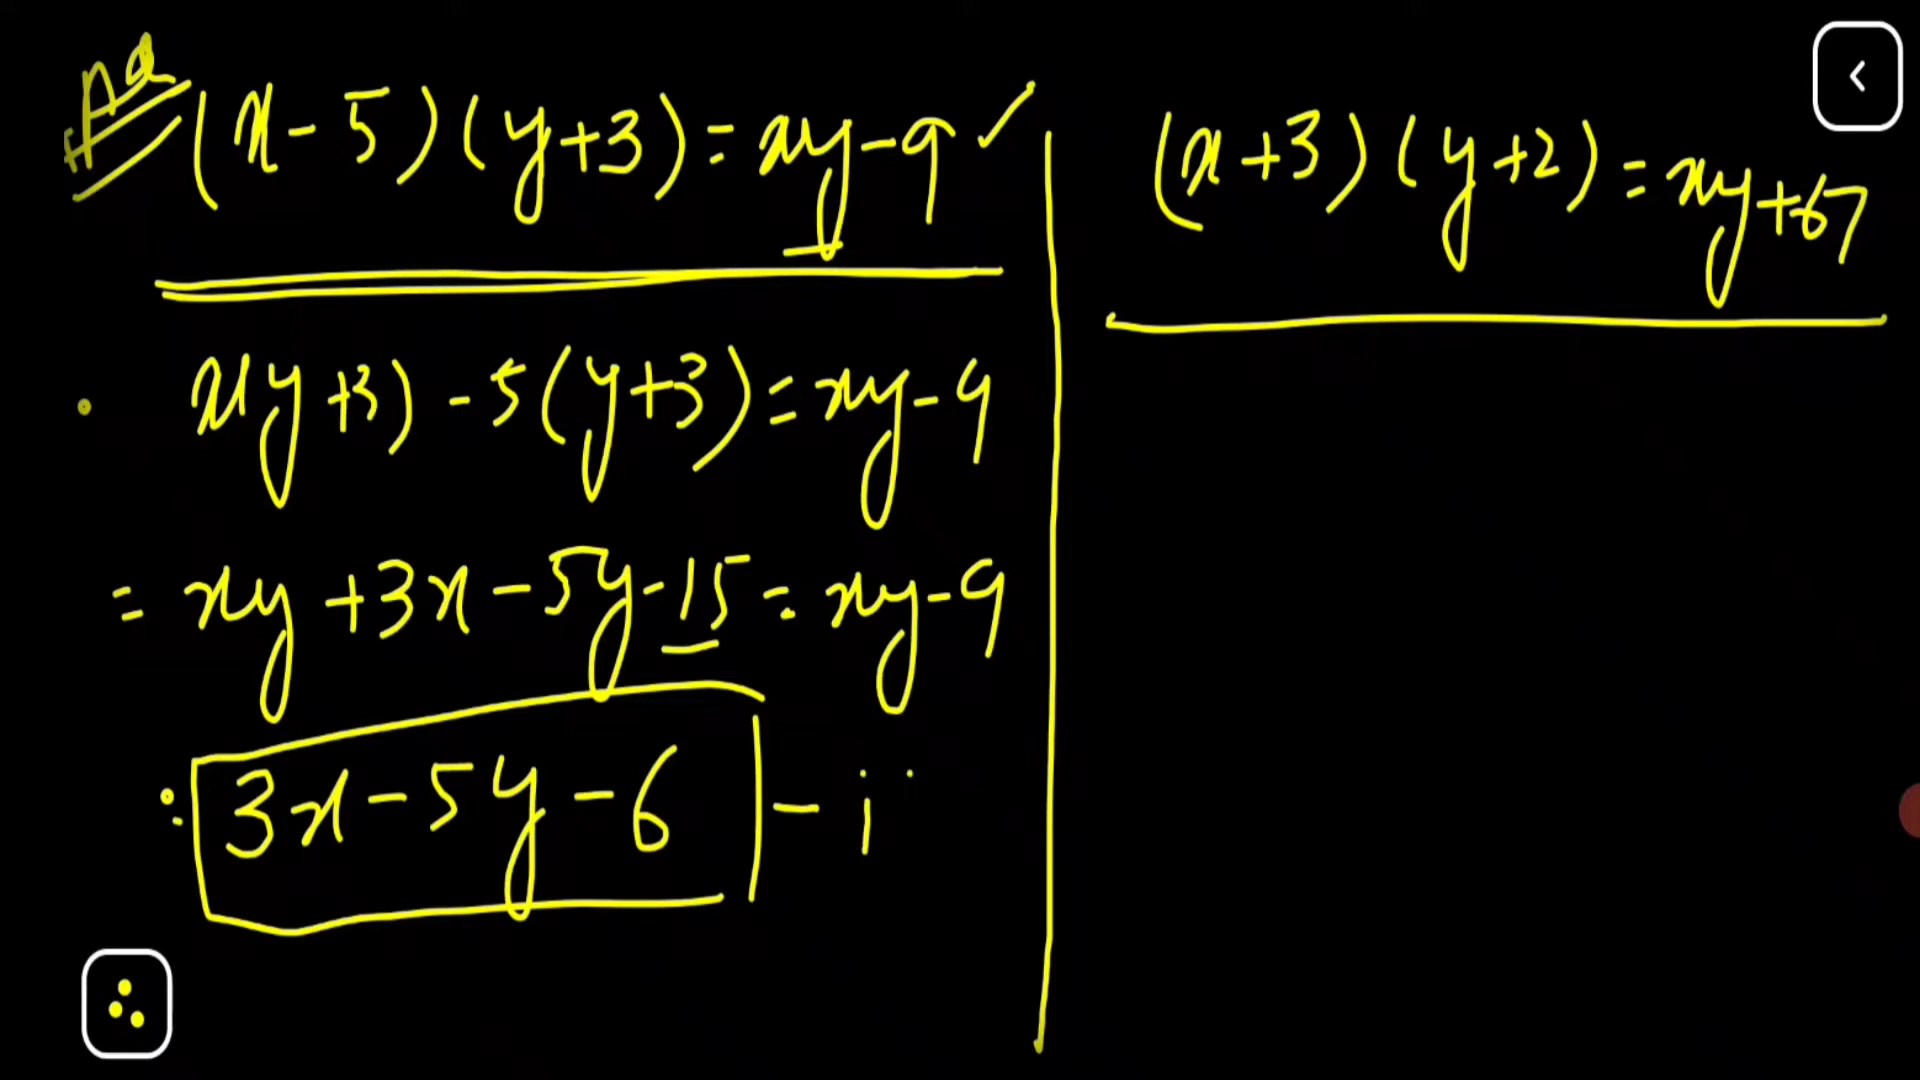 (x-5)(y+3)=xy-9 ✓
x(y+3)-5(y+3)=xy-9
= xy+3x-5y-15=xy-9
: 3x-5y-6 - i
(x+3)(y+2)=xy+67